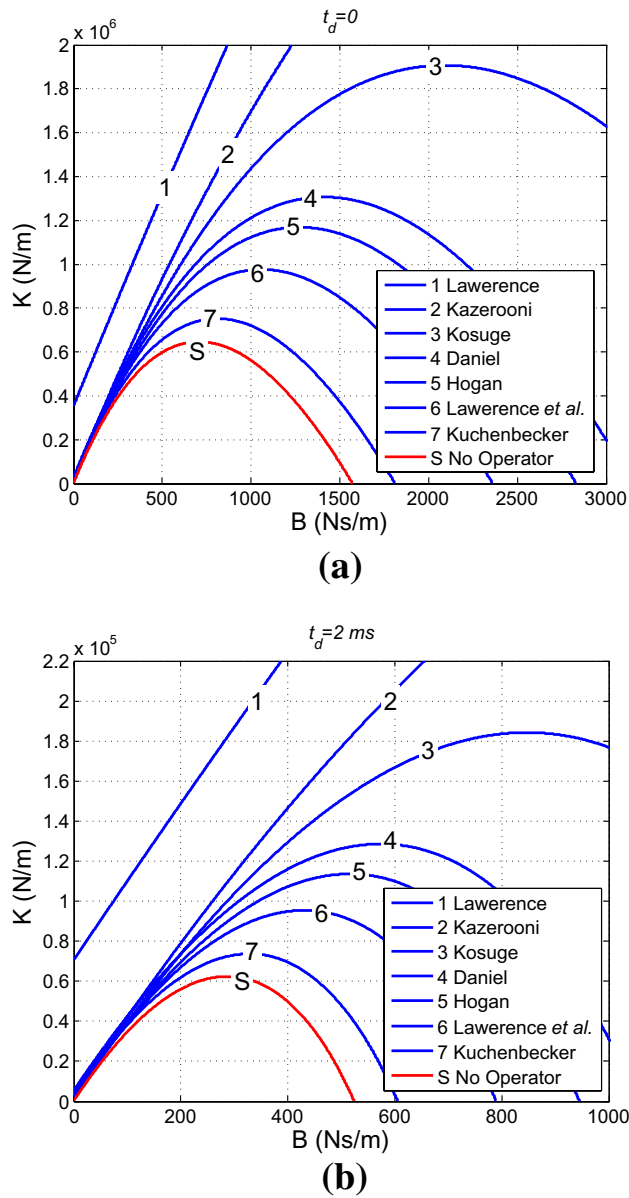 t_d=0
x 10^6
2
1.8
1.6
1.4
1.2
1
0.8
0.6
0.4
0.2
0
K (N/m)
1
2
3
4
5
6
7
S
1 Lawerence
2 Kazerooni
3 Kosuge
4 Daniel
5 Hogan
6 Lawerence et al.
7 Kuchenbecker
S No Operator
0 500 1000 1500 2000 2500 3000
B (Ns/m)
(a)
t_d=2 ms
x 10^5
2.2
2
1.8
1.6
1.4
1.2
1
0.8
0.6
0.4
0.2
0
K (N/m)
1
2
3
4
5
6
7
S
1 Lawerence
2 Kazerooni
3 Kosuge
4 Daniel
5 Hogan
6 Lawerence et al.
7 Kuchenbecker
S No Operator
0 200 400 600 800 1000
B (Ns/m)
(b)